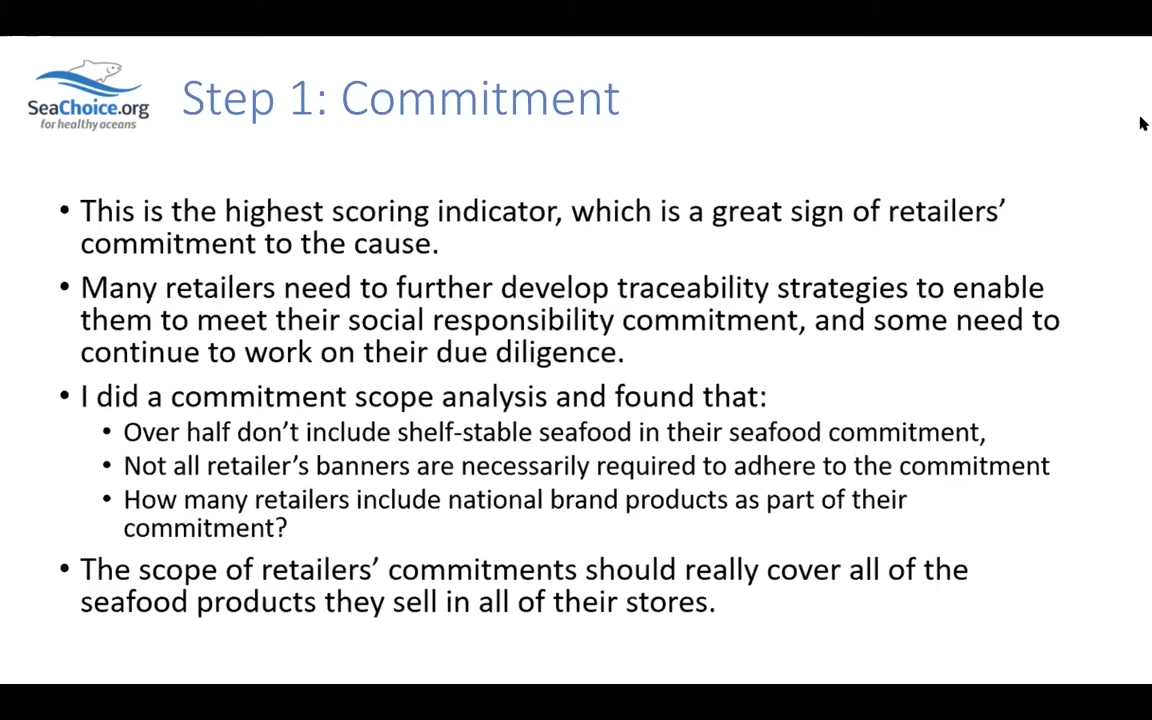 SeaChoice.org
for healthy oceans
Step 1: Commitment
• This is the highest scoring indicator, which is a great sign of retailers’
commitment to the cause.
• Many retailers need to further develop traceability strategies to enable
them to meet their social responsibility commitment, and some need to
continue to work on their due diligence.
• I did a commitment scope analysis and found that:
• Over half don’t include shelf-stable seafood in their seafood commitment,
• Not all retailer’s banners are necessarily required to adhere to the commitment
• How many retailers include national brand products as part of their
commitment?
• The scope of retailers’ commitments should really cover all of the
seafood products they sell in all of their stores.